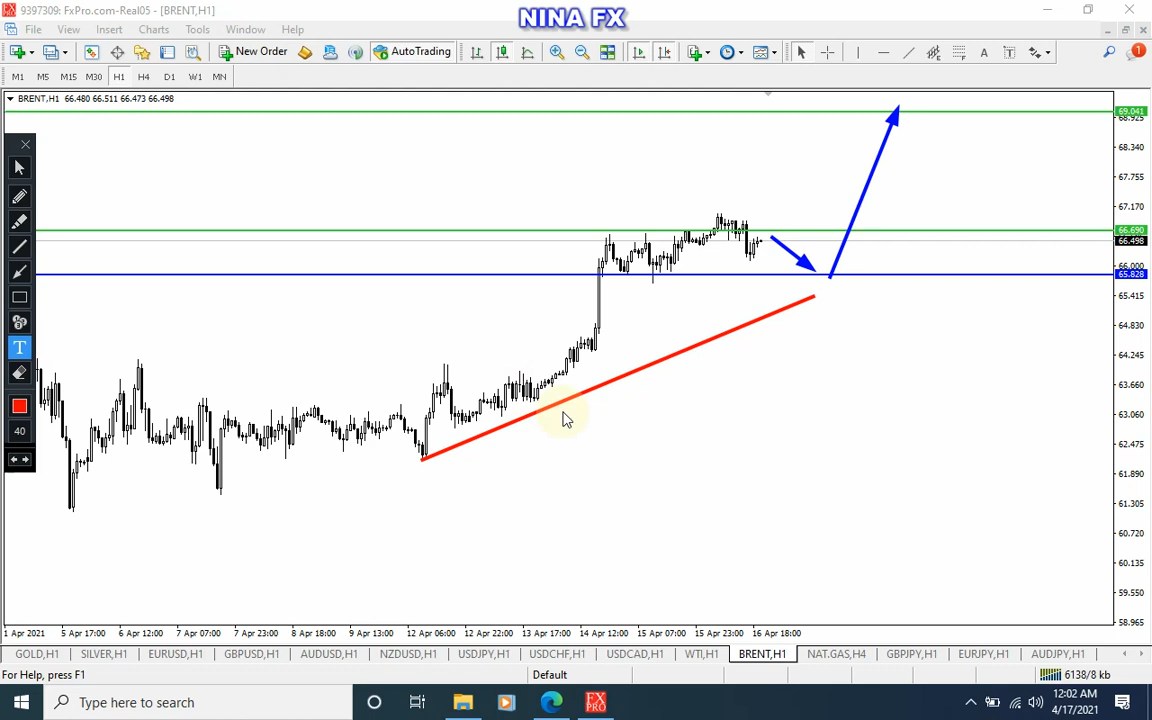 9397309: FxPro.com-Real05 - [BRENT,H1]
NINA FX
File View Insert Charts Tools Window Help
New Order AutoTrading A T 1
M1 M5 M15 M30 H1 H4 D1 W1 MN
BRENT,H1 66.480 66.511 66.473 66.498
69.041
68.925
68.340
67.755
67.170
66.690
66.498
66.000
65.828
65.415
64.830
64.245
63.660
63.060
62.475
61.890
61.305
60.720
60.135
59.550
58.965
T
40
1 Apr 2021 5 Apr 17:00 6 Apr 12:00 7 Apr 07:00 7 Apr 23:00 8 Apr 18:00 9 Apr 13:00 12 Apr 06:00 12 Apr 22:00 13 Apr 17:00 14 Apr 12:00 15 Apr 07:00 15 Apr 23:00 16 Apr 18:00
GOLD,H1 SILVER,H1 EURUSD,H1 GBPUSD,H1 AUDUSD,H1 NZDUSD,H1 USDJPY,H1 USDCHF,H1 USDCAD,H1 WTI,H1 BRENT,H1 NAT.GAS,H4 GBPJPY,H1 EURJPY,H1 AUDJPY,H1
For Help, press F1 Default 6138/8 kb
Type here to search FX PRO 12:02 AM
4/17/2021